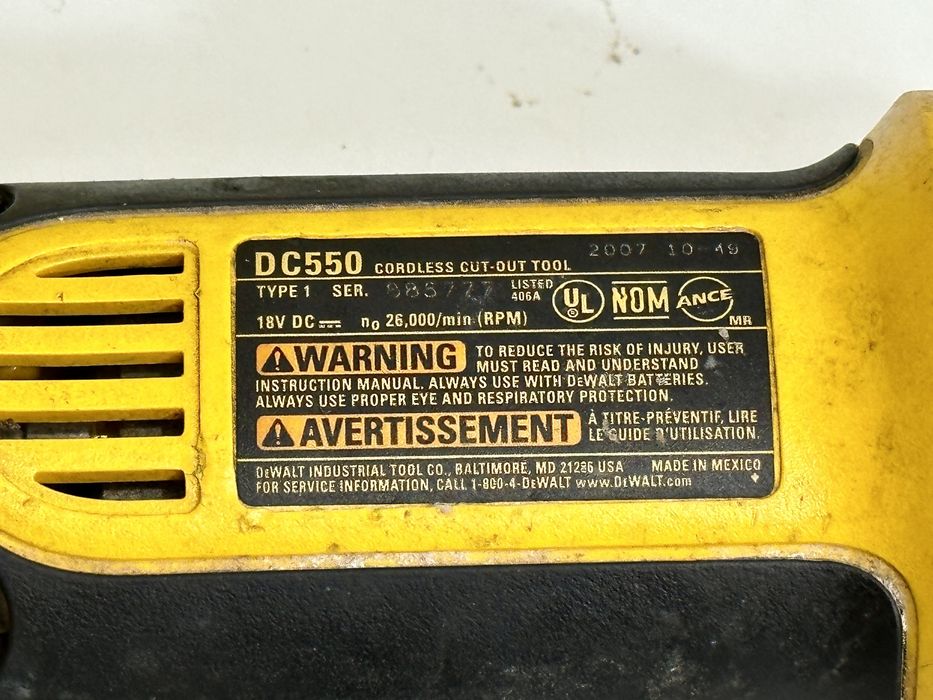 DC550 CORDLESS CUT-OUT TOOL 2007 10-49
TYPE 1 SER. LISTED 406A UL ® NOM ANCE MR
18V DC n0 26,000/min (RPM)
WARNING TO REDUCE THE RISK OF INJURY, USER
MUST READ AND UNDERSTAND
INSTRUCTION MANUAL. ALWAYS USE WITH DEWALT BATTERIES.
ALWAYS USE PROPER EYE AND RESPIRATORY PROTECTION.
AVERTISSEMENT À TITRE-PRÉVENTIF, LIRE
LE GUIDE D'UTILISATION.
DEWALT INDUSTRIAL TOOL CO., BALTIMORE, MD 21286 USA MADE IN MEXICO
FOR SERVICE INFORMATION, CALL 1-800-4-DEWALT www.DEWALT.com